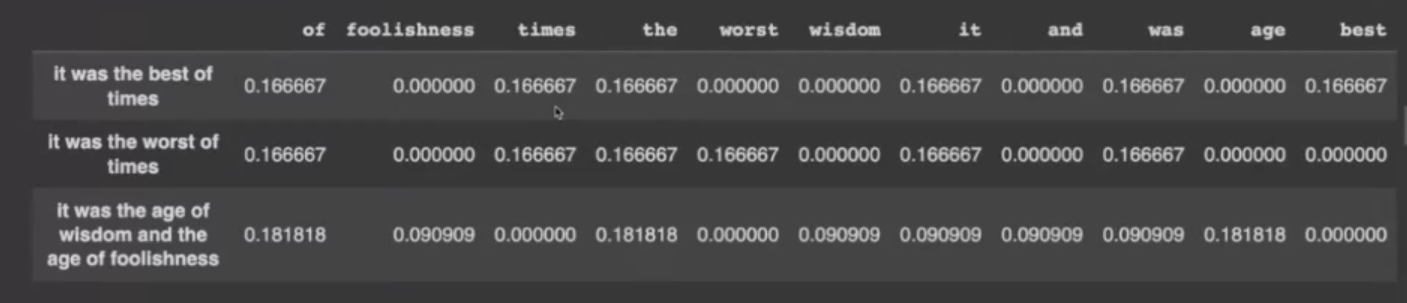 of foolishness times the worst wisdom it and was age best
it was the best of
times
0.166667 0.000000 0.166667 0.166667 0.000000 0.000000 0.166667 0.000000 0.166667 0.000000 0.166667
it was the worst of
times
0.166667 0.000000 0.166667 0.166667 0.166667 0.000000 0.166667 0.000000 0.166667 0.000000 0.000000
it was the age of
wisdom and the
age of foolishness
0.181818 0.090909 0.000000 0.181818 0.000000 0.090909 0.090909 0.090909 0.090909 0.181818 0.000000